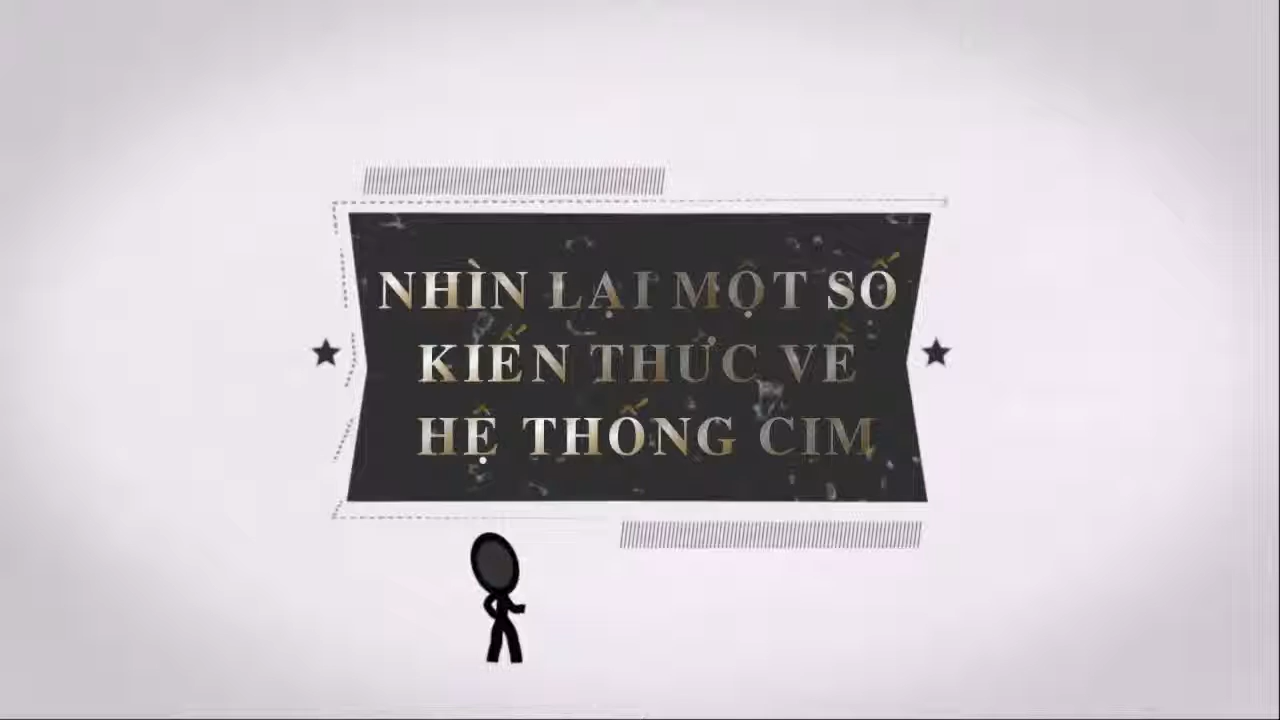 NHÌN LẠI MỘT SỐ
KIẾN THỨC VỀ
HỆ THỐNG CIM